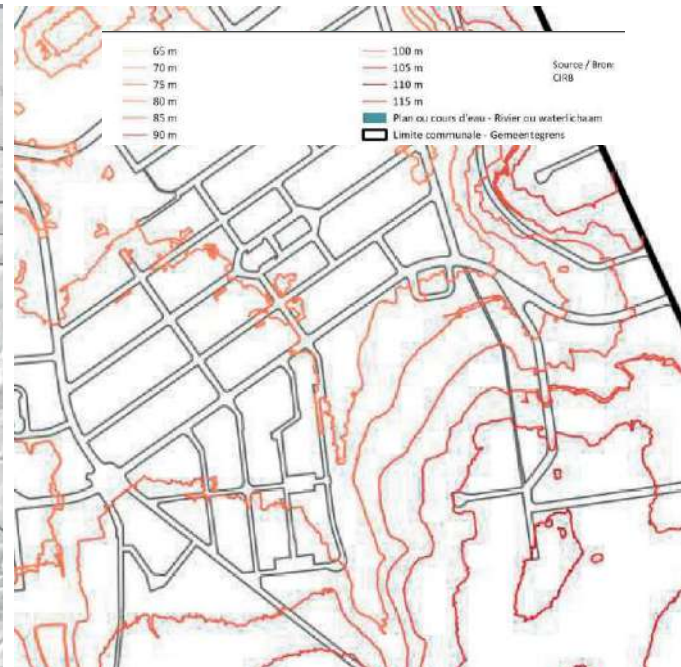 65 m
70 m
75 m
80 m
85 m
90 m
100 m
105 m
110 m
115 m
Plan ou cours d'eau - Rivier ou waterlichaam
Limite communale - Gemeentegrens
Source / Bron:
CIRB